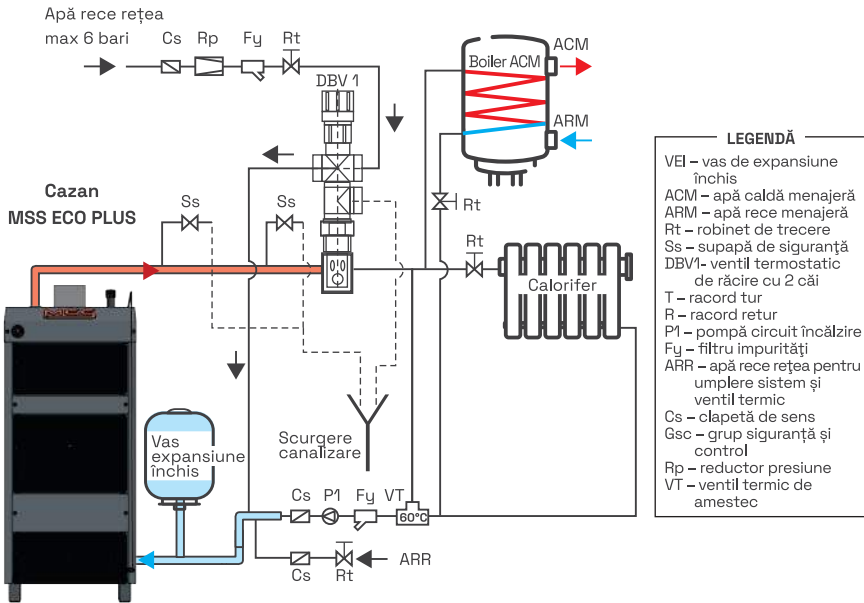 Apă rece rețea
max 6 bari
Cs
Rp
Fy
Rt
DBV 1
Boiler ACM
ACM
ARM
Cazan
MSS ECO PLUS
Ss
Ss
Rt
Rt
Calorifer
MSS
Vas
expansiune
închis
Scurgere
canalizare
Cs
P1
Fy
VT
60°C
Cs
Rt
ARR
LEGENDĂ
VEI – vas de expansiune
închis
ACM – apă caldă menajeră
ARM – apă rece menajeră
Rt – robinet de trecere
Ss – supapă de siguranță
DBV1- ventil termostatic
de răcire cu 2 căi
T – racord tur
R – racord retur
P1 – pompă circuit încălzire
Fy – filtru impurități
ARR – apă rece rețea pentru
umplere sistem și
ventil termic
Cs – clapetă de sens
Gsc – grup siguranță și
control
Rp – reductor presiune
VT – ventil termic de
amestec